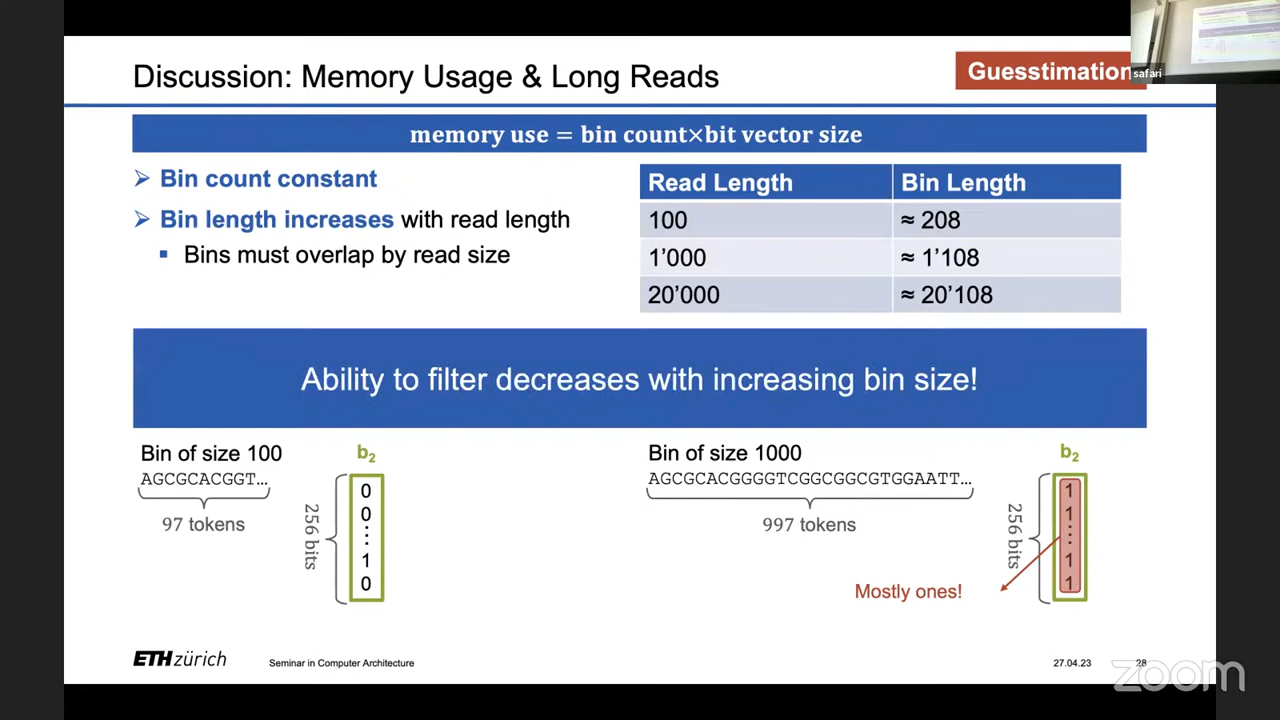 Discussion: Memory Usage & Long Reads
Guesstimation
safari
memory use = bin count×bit vector size
➢ Bin count constant
➢ Bin length increases with read length
▪ Bins must overlap by read size
Read Length Bin Length
100 ≈ 208
1’000 ≈ 1’108
20’000 ≈ 20’108
Ability to filter decreases with increasing bin size!
Bin of size 100
AGCGCACGGT…
97 tokens
256 bits
b₂
0
0
⋮
1
0
Bin of size 1000
AGCGCACGGGGTCGGCGGCGTGGAATT…
997 tokens
Mostly ones!
256 bits
b₂
1
1
⋮
1
1
ETH zürich
Seminar in Computer Architecture
27.04.23
28
zoom